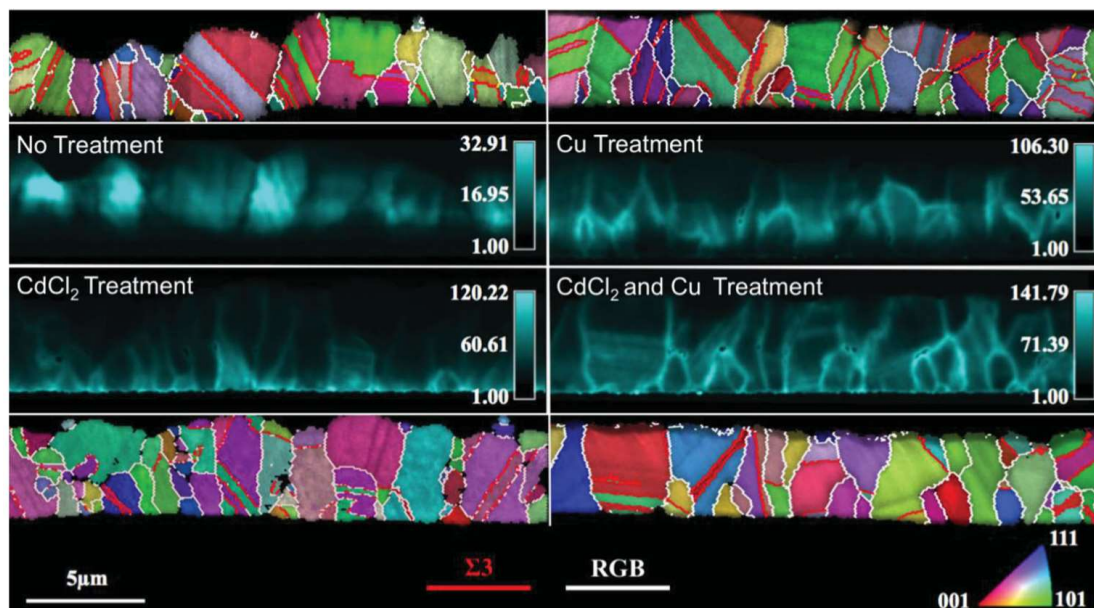 No Treatment
32.91
16.95
1.00
Cu Treatment
106.30
53.65
1.00
CdCl₂ Treatment
120.22
60.61
1.00
CdCl₂ and Cu Treatment
141.79
71.39
1.00
5μm
Σ3
RGB
111
001
101